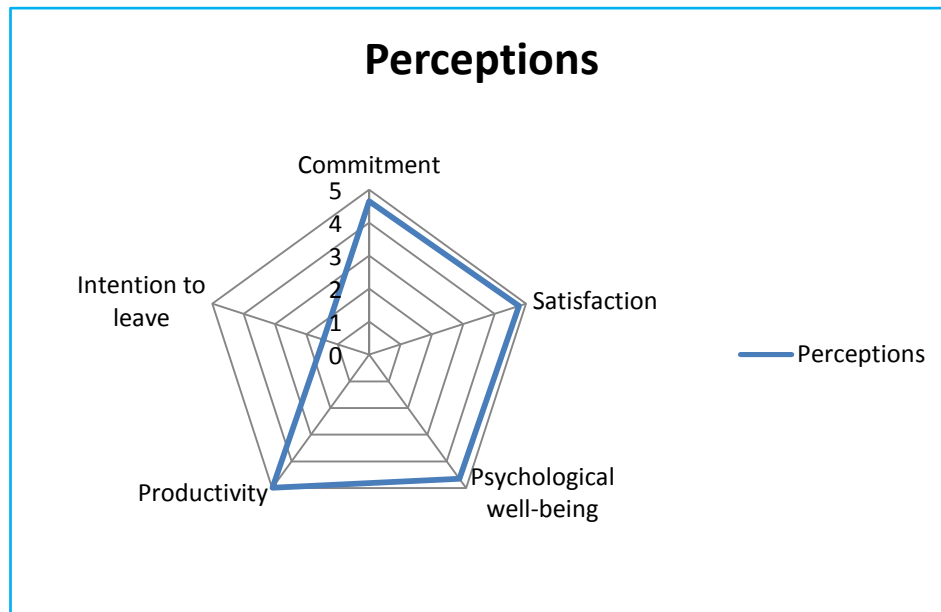 Perceptions
Commitment
5
4
3
2
1
0
Intention to
leave
Satisfaction
Perceptions
Productivity
Psychological
well-being